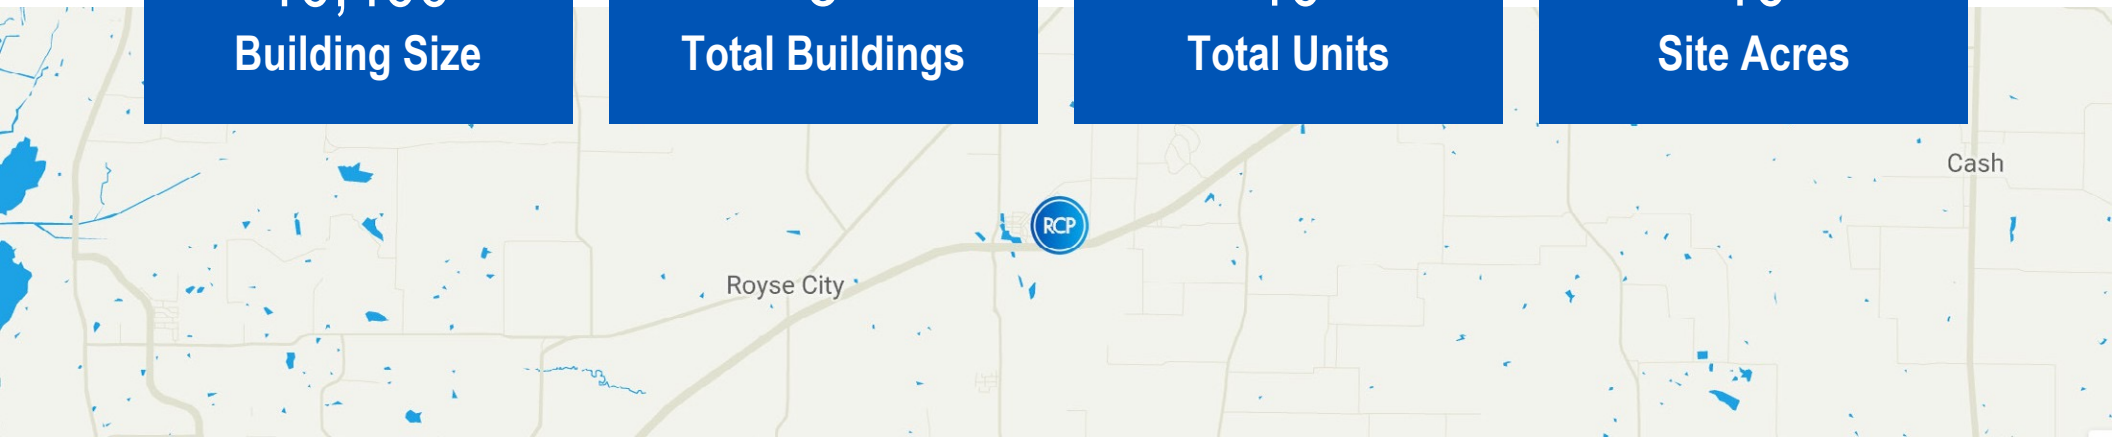 Building Size
Total Buildings
Total Units
Site Acres
Cash
RCP
Royse City